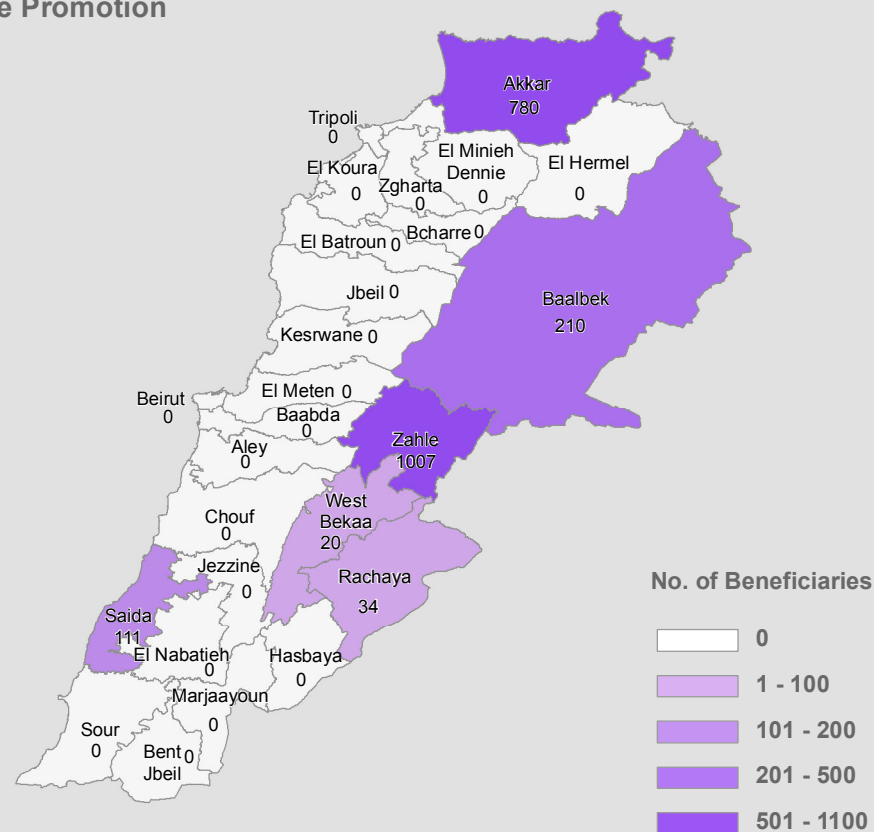 e Promotion
Akkar
780
Tripoli
0
El Minieh
Dennie
0
El Hermel
0
El Koura
0
Zgharta
0
Bcharre 0
El Batroun 0
Jbeil 0
Baalbek
210
Kesrwane 0
El Meten 0
Beirut
0
Baabda
0
Aley
0
Zahle
1007
West
Bekaa
20
Chouf
0
Jezzine
0
Rachaya
34
Saida
111
El Nabatieh
0
Hasbaya
0
Marjaayoun
0
Sour
0
Bent 0
Jbeil
No. of Beneficiaries
0
1 - 100
101 - 200
201 - 500
501 - 1100